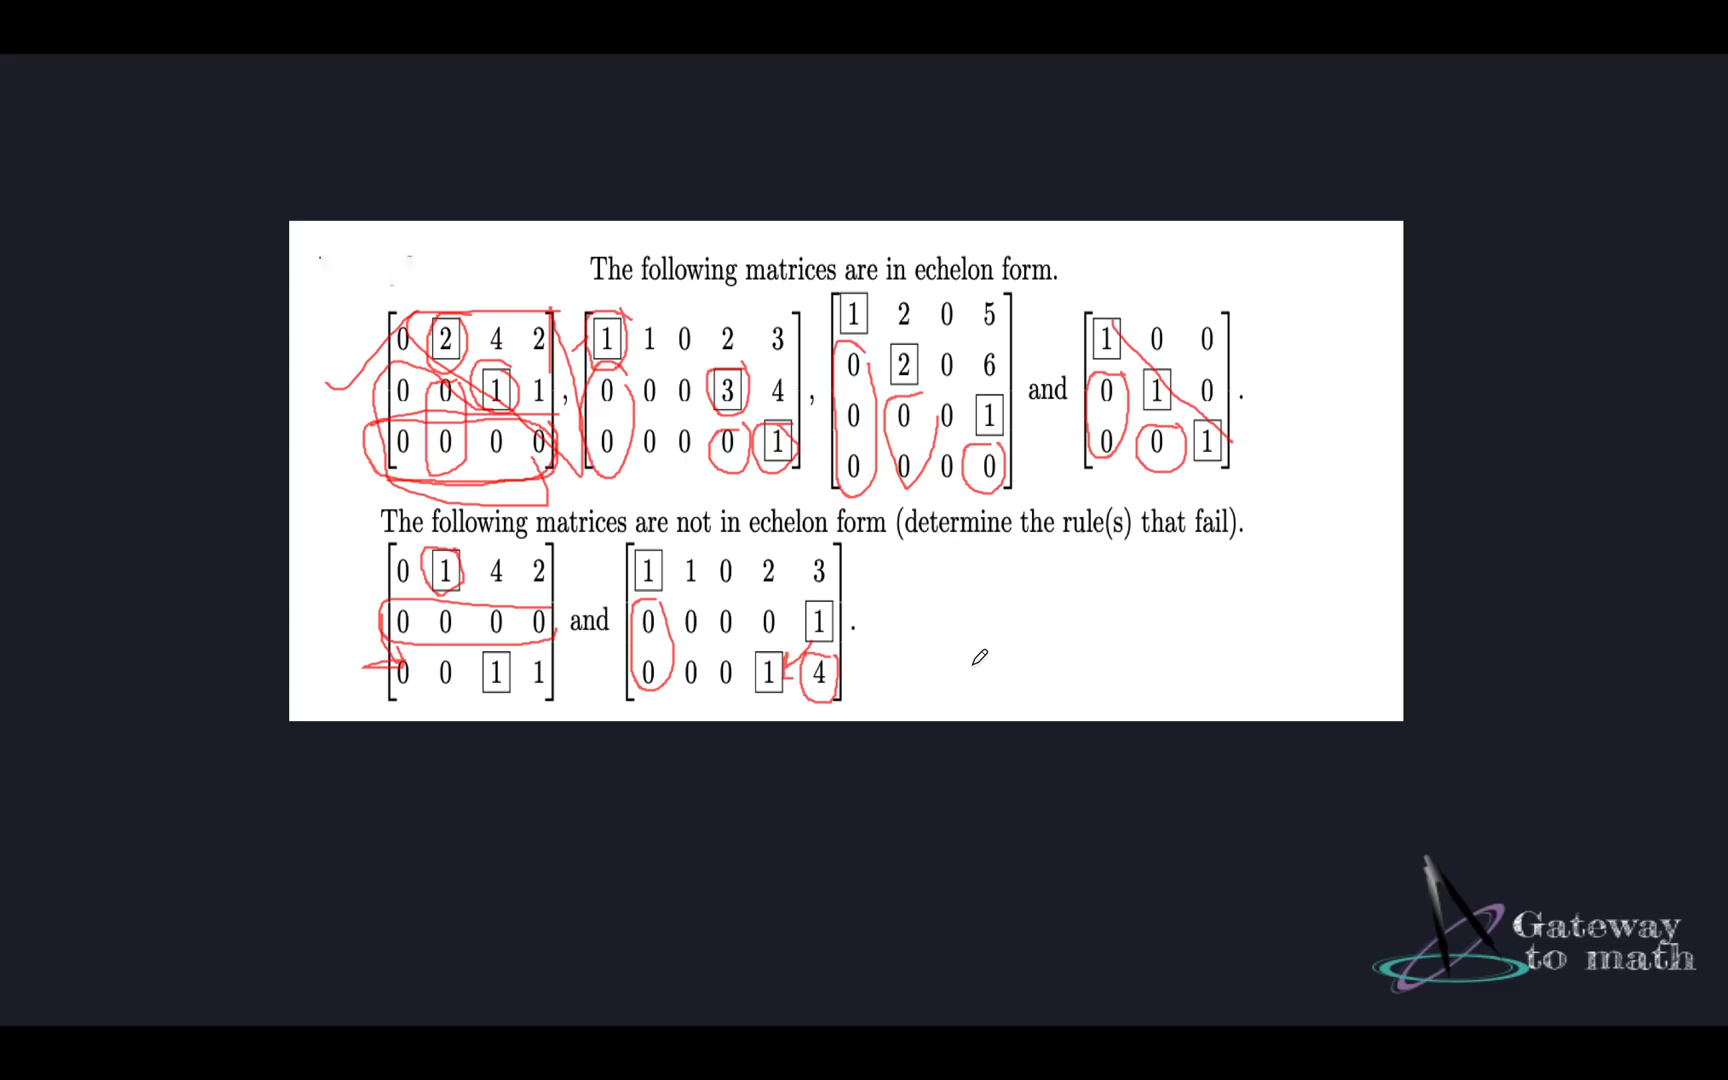 The following matrices are in echelon form.
[0 2 4 2; 0 0 1 1; 0 0 0 0], [1 1 0 2 3; 0 0 0 3 4; 0 0 0 0 1], [1 2 0 5; 0 2 0 6; 0 0 0 1; 0 0 0 0] and [1 0 0; 0 1 0; 0 0 1].
The following matrices are not in echelon form (determine the rule(s) that fail).
[0 1 4 2; 0 0 0 0; 0 0 1 1] and [1 1 0 2 3; 0 0 0 0 1; 0 0 0 1 4].
Gateway
to math